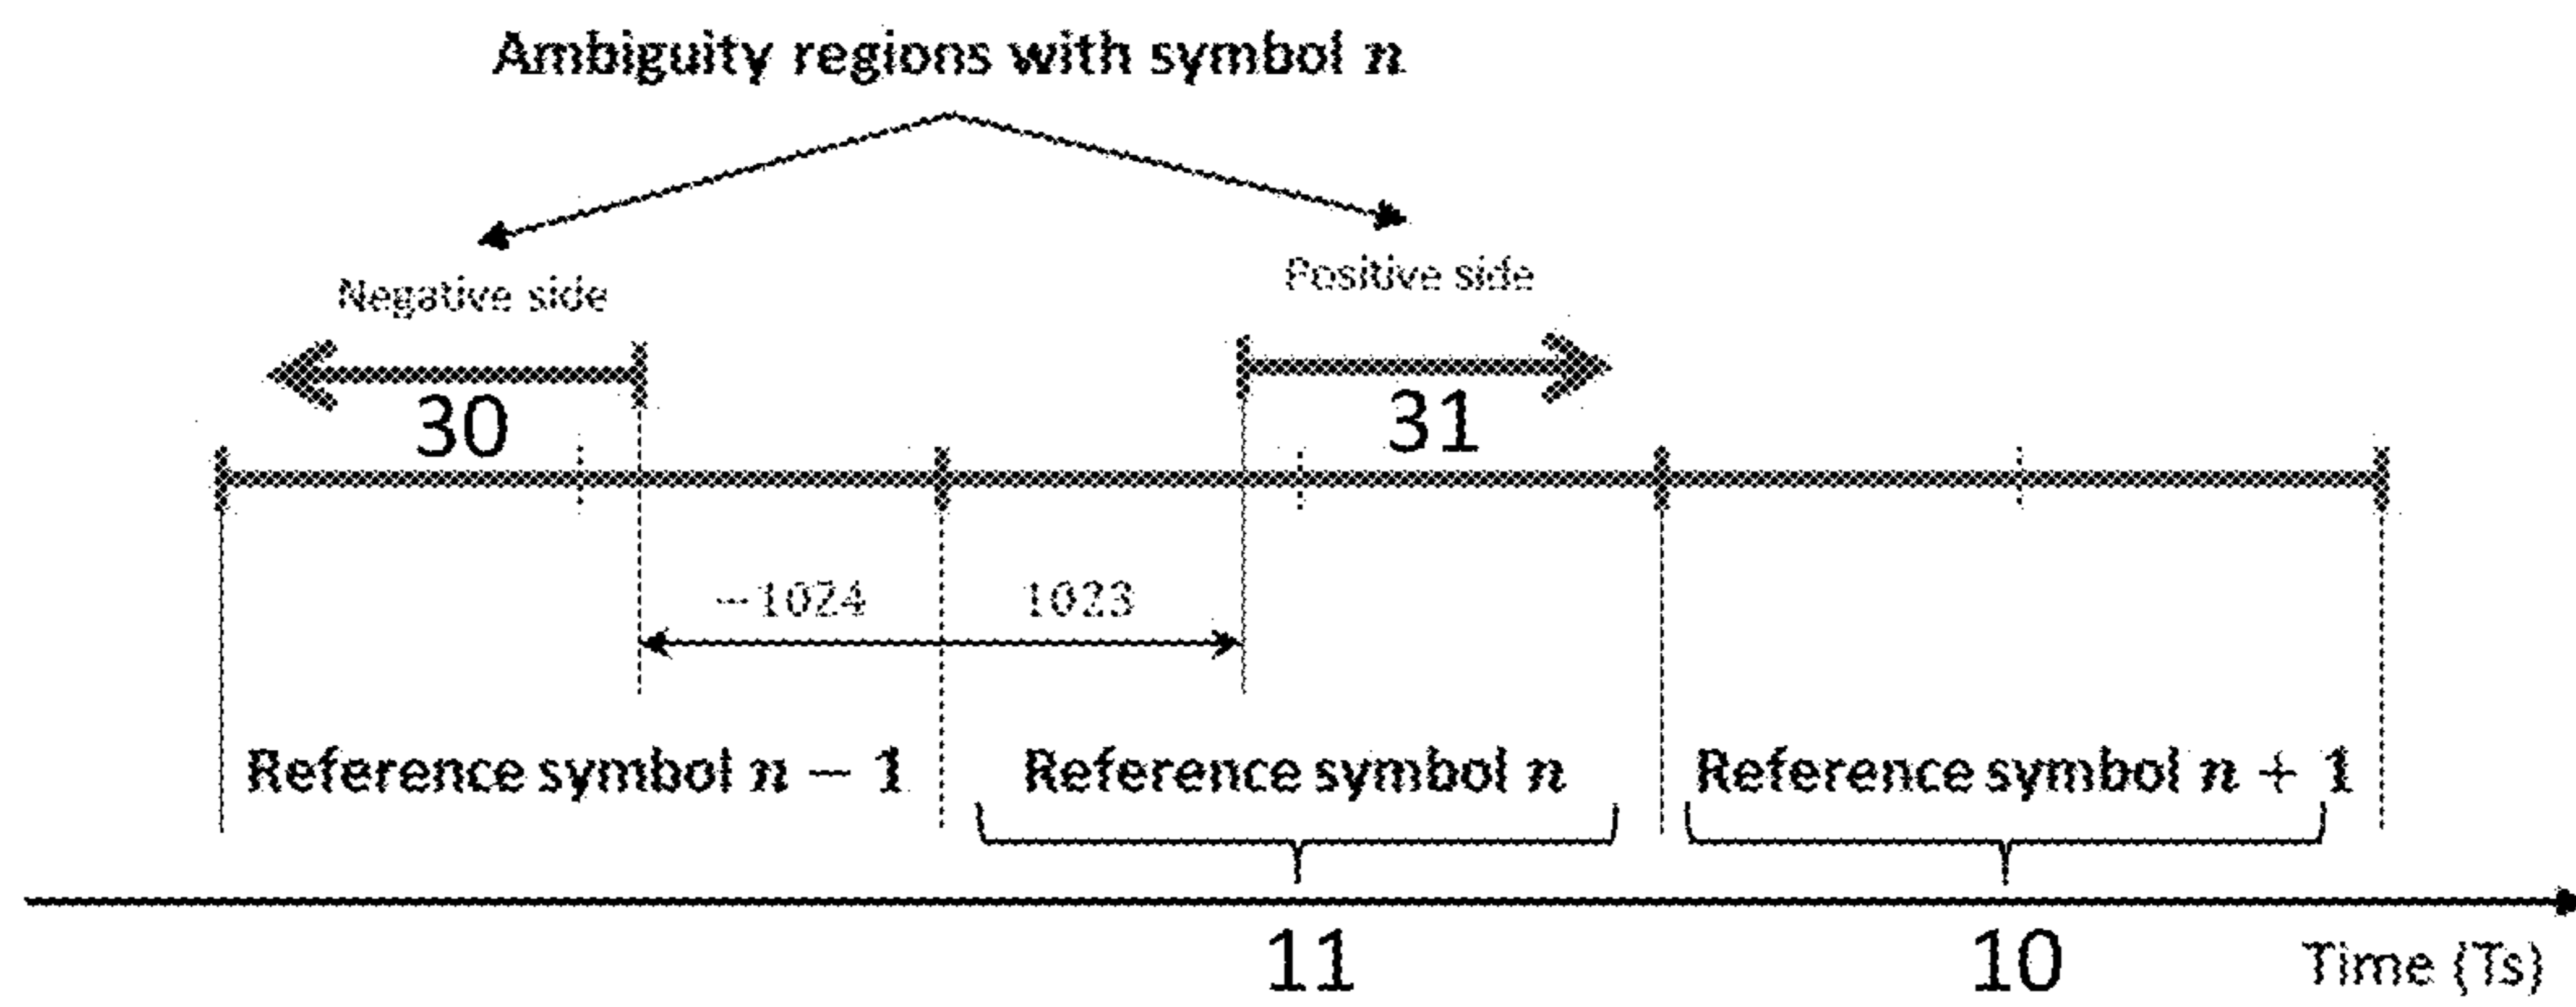 Ambiguity regions with symbol n
Negative side
Positive side
30
31
−1024
1023
Reference symbol n − 1
Reference symbol n
Reference symbol n + 1
11
10
Time (Ts)